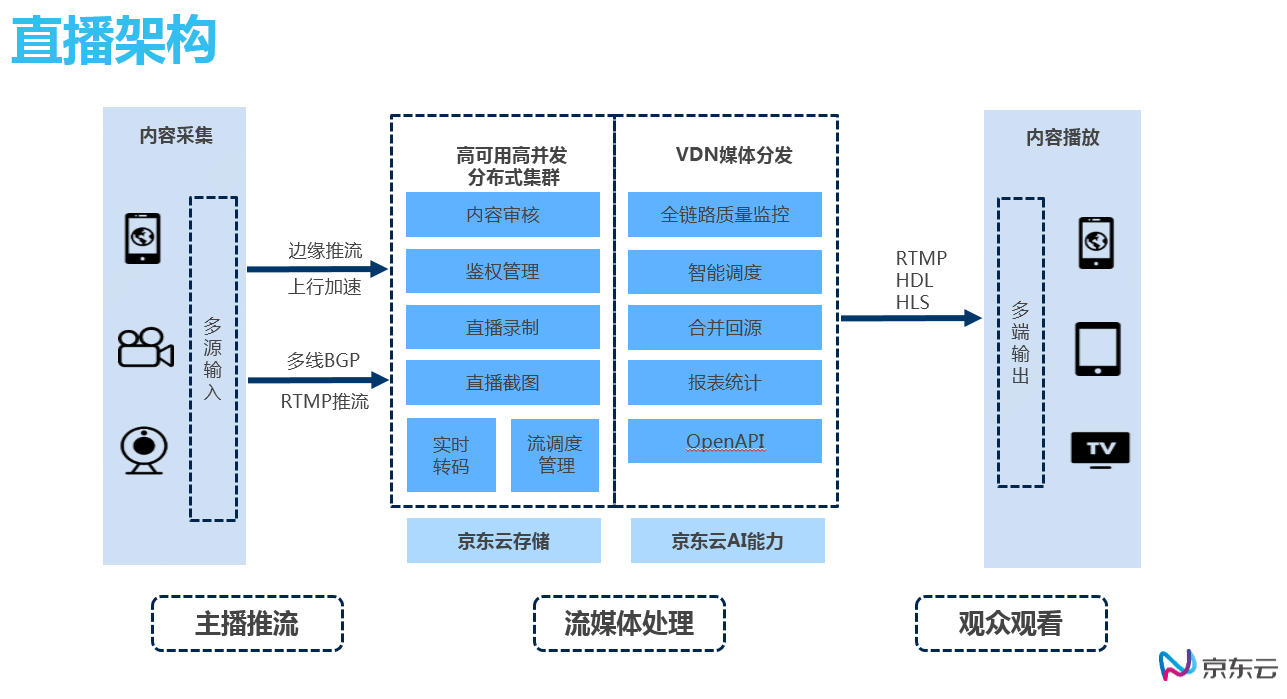 直播架构
内容采集
多
源
输
入
边缘推流
上行加速
多线BGP
RTMP推流
高可用高并发
分布式集群
内容审核
鉴权管理
直播录制
直播截图
实时
转码
流调度
管理
VDN媒体分发
全链路质量监控
智能调度
合并回源
报表统计
OpenAPI
京东云存储
京东云AI能力
RTMP
HDL
HLS
内容播放
多
端
输
出
TV
主播推流
流媒体处理
观众观看
京东云